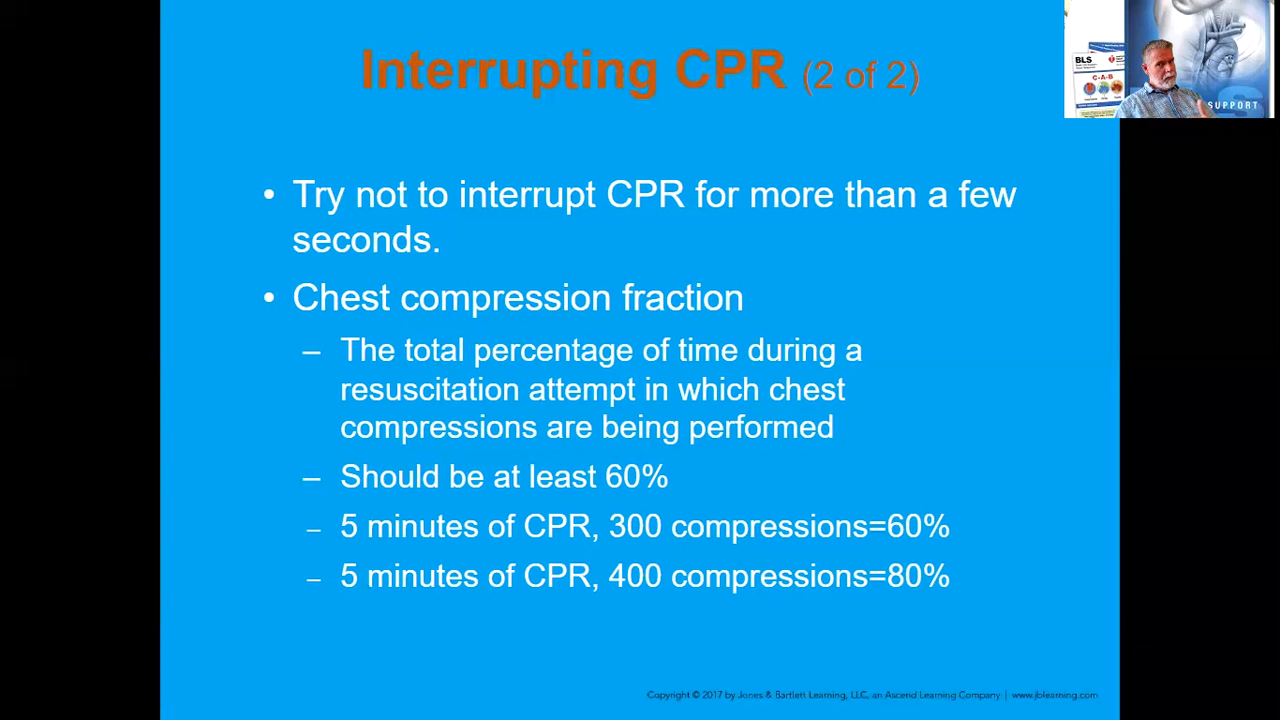 Interrupting CPR (2 of 2)
BLS
C-A-B
SUPPORT
• Try not to interrupt CPR for more than a few
seconds.
• Chest compression fraction
– The total percentage of time during a
resuscitation attempt in which chest
compressions are being performed
– Should be at least 60%
– 5 minutes of CPR, 300 compressions=60%
– 5 minutes of CPR, 400 compressions=80%
Copyright © 2017 by Jones & Bartlett Learning, LLC, an Ascend Learning Company | www.jblearning.com